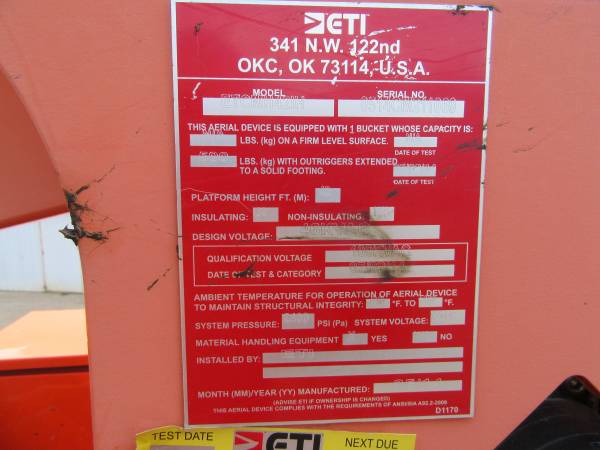 ETI
341 N.W. 122nd
OKC, OK 73114, U.S.A.
MODEL SERIAL NO.
THIS AERIAL DEVICE IS EQUIPPED WITH 1 BUCKET WHOSE CAPACITY IS:
LBS. (kg) ON A FIRM LEVEL SURFACE.
DATE OF TEST
500 LBS. (kg) WITH OUTRIGGERS EXTENDED
TO A SOLID FOOTING.
DATE OF TEST
PLATFORM HEIGHT FT. (M):
INSULATING: NON-INSULATING:
DESIGN VOLTAGE:
QUALIFICATION VOLTAGE
DATE OF TEST & CATEGORY
AMBIENT TEMPERATURE FOR OPERATION OF AERIAL DEVICE
TO MAINTAIN STRUCTURAL INTEGRITY: °F. TO °F.
SYSTEM PRESSURE: PSI (Pa) SYSTEM VOLTAGE:
MATERIAL HANDLING EQUIPMENT YES NO
INSTALLED BY: ETI
MONTH (MM)/YEAR (YY) MANUFACTURED:
(ADVISE ETI IF OWNERSHIP IS CHANGED)
THIS AERIAL DEVICE COMPLIES WITH THE REQUIREMENTS OF ANSI/SIA A92.2-2009
D1170
TEST DATE ETI NEXT DUE